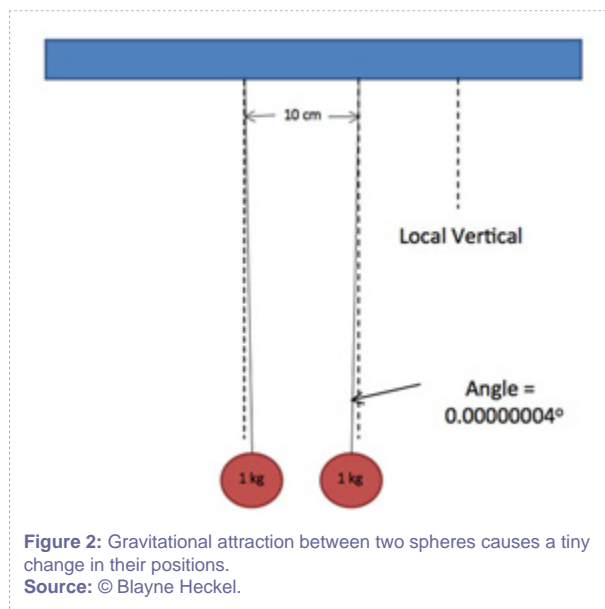 10 cm
Local Vertical
Angle =
0.00000004º
1 kg
1 kg
Figure 2: Gravitational attraction between two spheres causes a tiny
change in their positions.
Source: © Blayne Heckel.